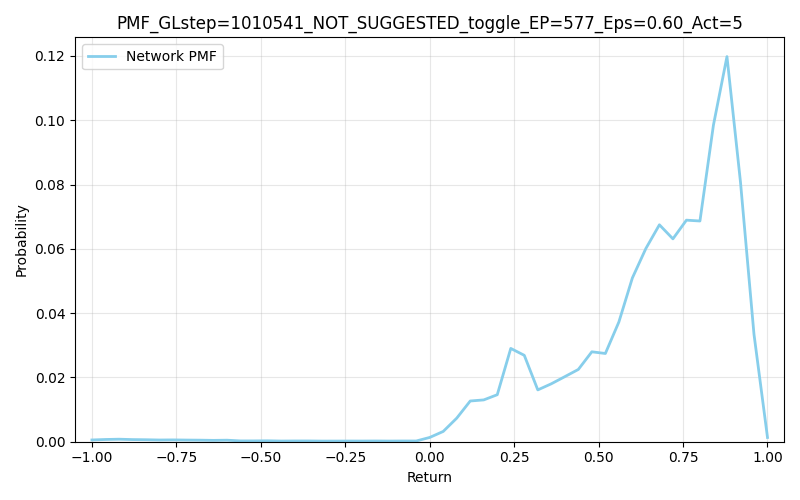 PMF_GLstep=1010541_NOT_SUGGESTED_toggle_EP=577_Eps=0.60_Act=5
Network PMF
0.12
0.10
0.08
0.06
0.04
0.02
0.00
Probability
−1.00 −0.75 −0.50 −0.25 0.00 0.25 0.50 0.75 1.00
Return